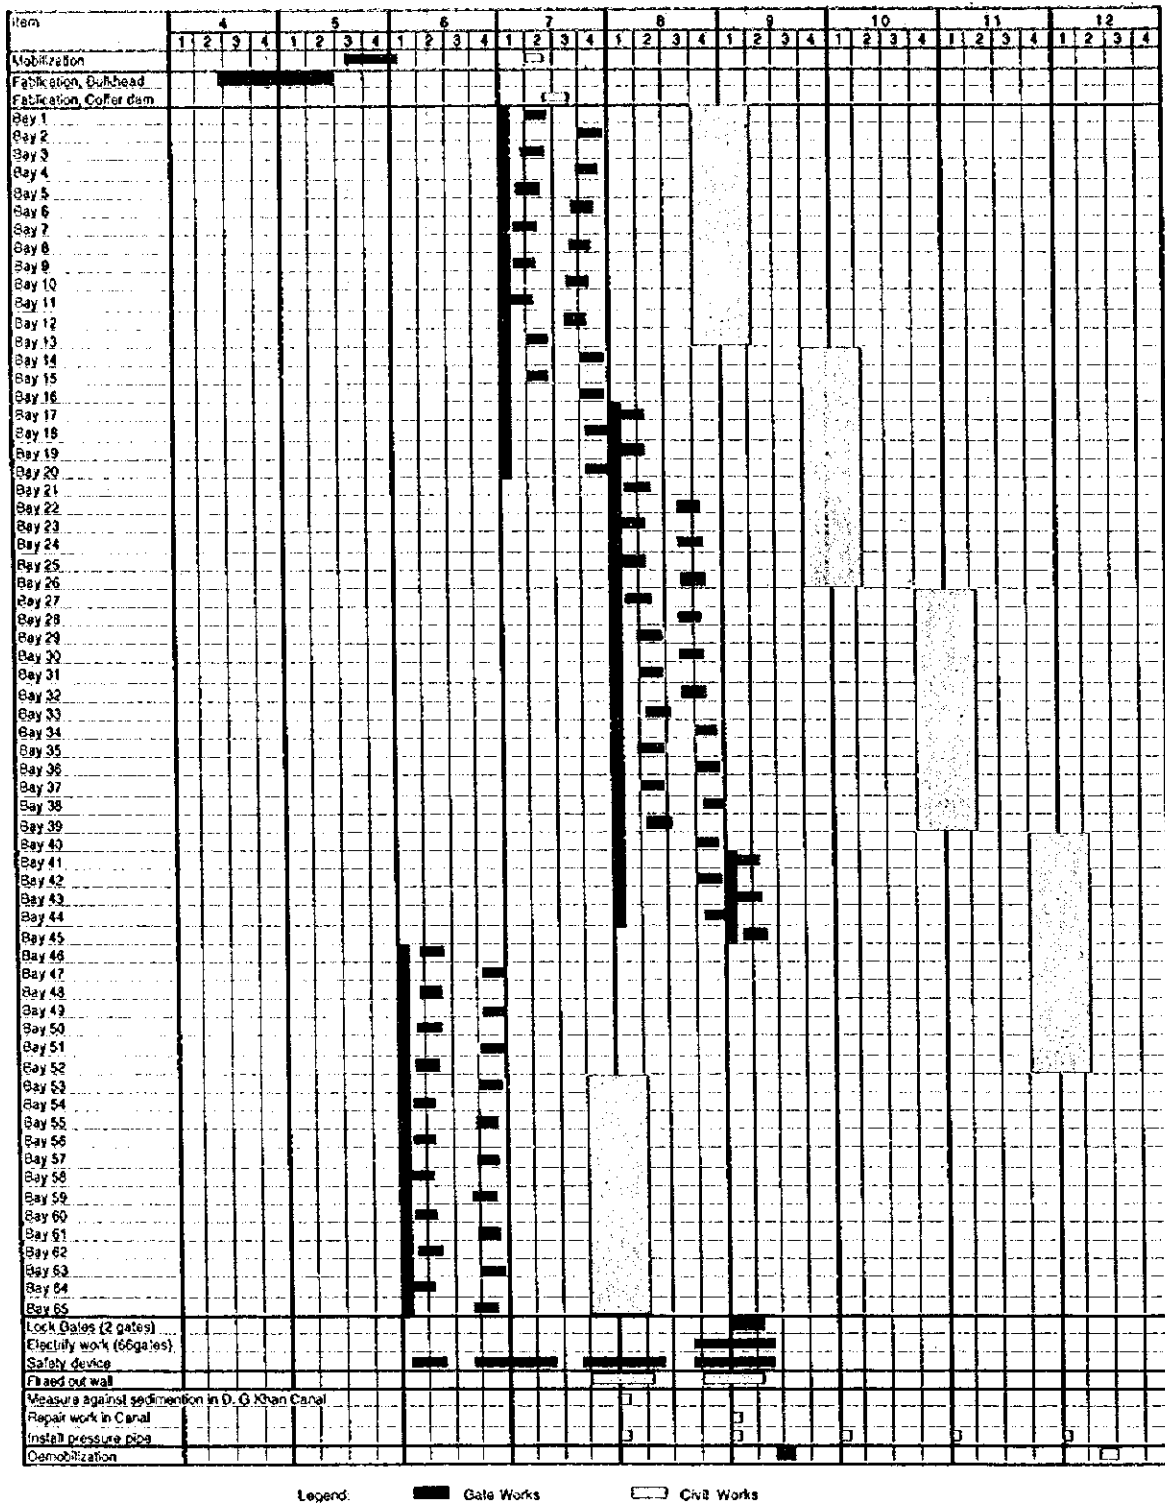 Item 4 5 6 7 8 9 10 11 12
1 2 3 4 1 2 3 4 1 2 3 4 1 2 3 4 1 2 3 4 1 2 3 4 1 2 3 4 1 2 3 4 1 2 3 4
Mobilization
Fablication, Bulkhead
Fablication, Coffer dam
Bay 1
Bay 2
Bay 3
Bay 4
Bay 5
Bay 6
Bay 7
Bay 8
Bay 9
Bay 10
Bay 11
Bay 12
Bay 13
Bay 14
Bay 15
Bay 16
Bay 17
Bay 18
Bay 19
Bay 20
Bay 21
Bay 22
Bay 23
Bay 24
Bay 25
Bay 26
Bay 27
Bay 28
Bay 29
Bay 30
Bay 31
Bay 32
Bay 33
Bay 34
Bay 35
Bay 36
Bay 37
Bay 38
Bay 39
Bay 40
Bay 41
Bay 42
Bay 43
Bay 44
Bay 45
Bay 46
Bay 47
Bay 48
Bay 49
Bay 50
Bay 51
Bay 52
Bay 53
Bay 54
Bay 55
Bay 56
Bay 57
Bay 58
Bay 59
Bay 60
Bay 61
Bay 62
Bay 63
Bay 64
Bay 65
Lock Gates (2 gates)
Electrify work (66gates)
Safety device
Flared out wall
Measure against sedimention in D. G Khan Canal
Repair work in Canal
Install pressure pipe
Demobilization
Legend: Gate Works Civil Works